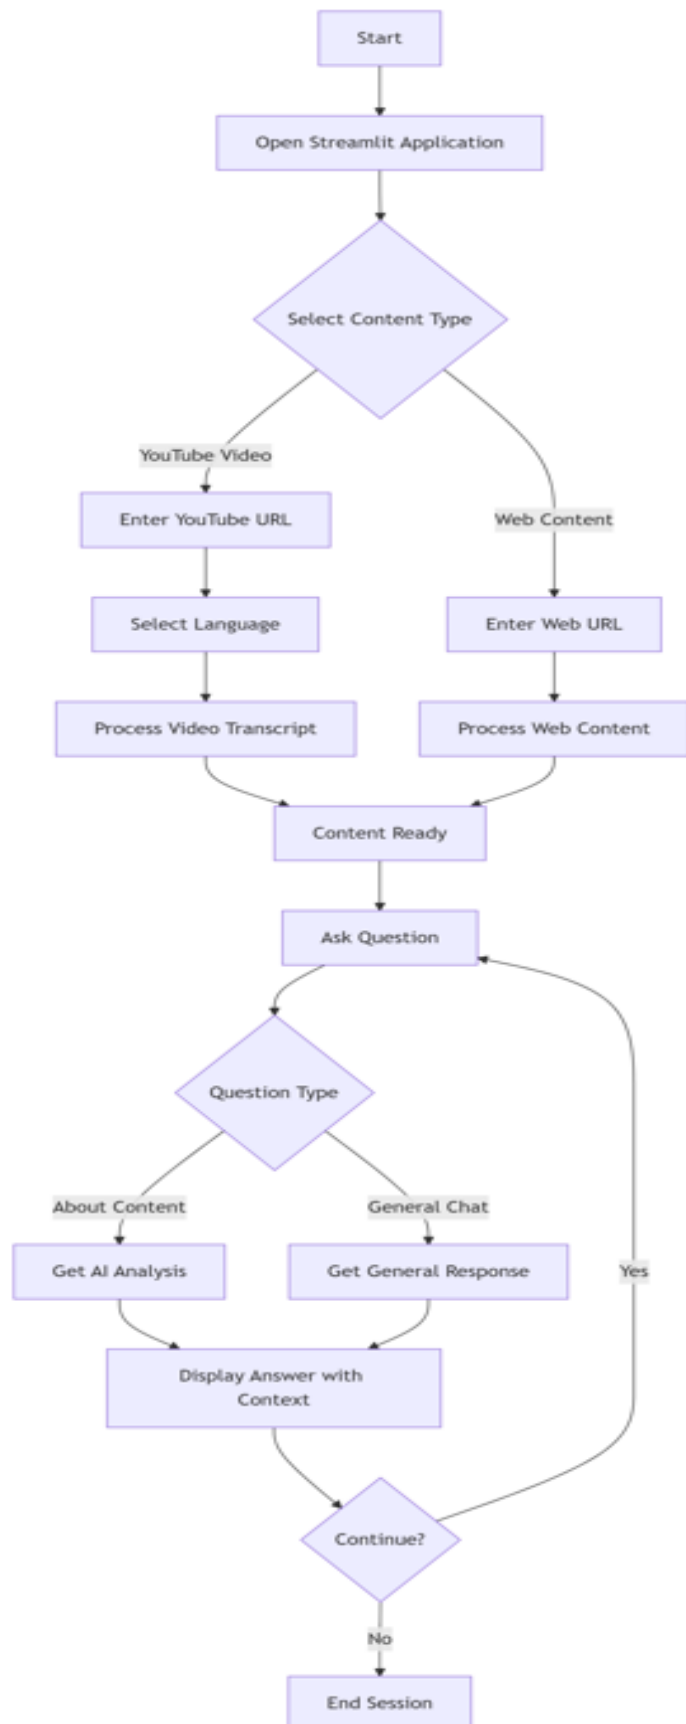 Start
Open Streamlit Application
Select Content Type
YouTube Video
Enter YouTube URL
Web Content
Select Language
Enter Web URL
Process Video Transcript
Process Web Content
Content Ready
Ask Question
Question Type
About Content
General Chat
Get AI Analysis
Get General Response
Yes
Display Answer with
Context
Continue?
No
End Session